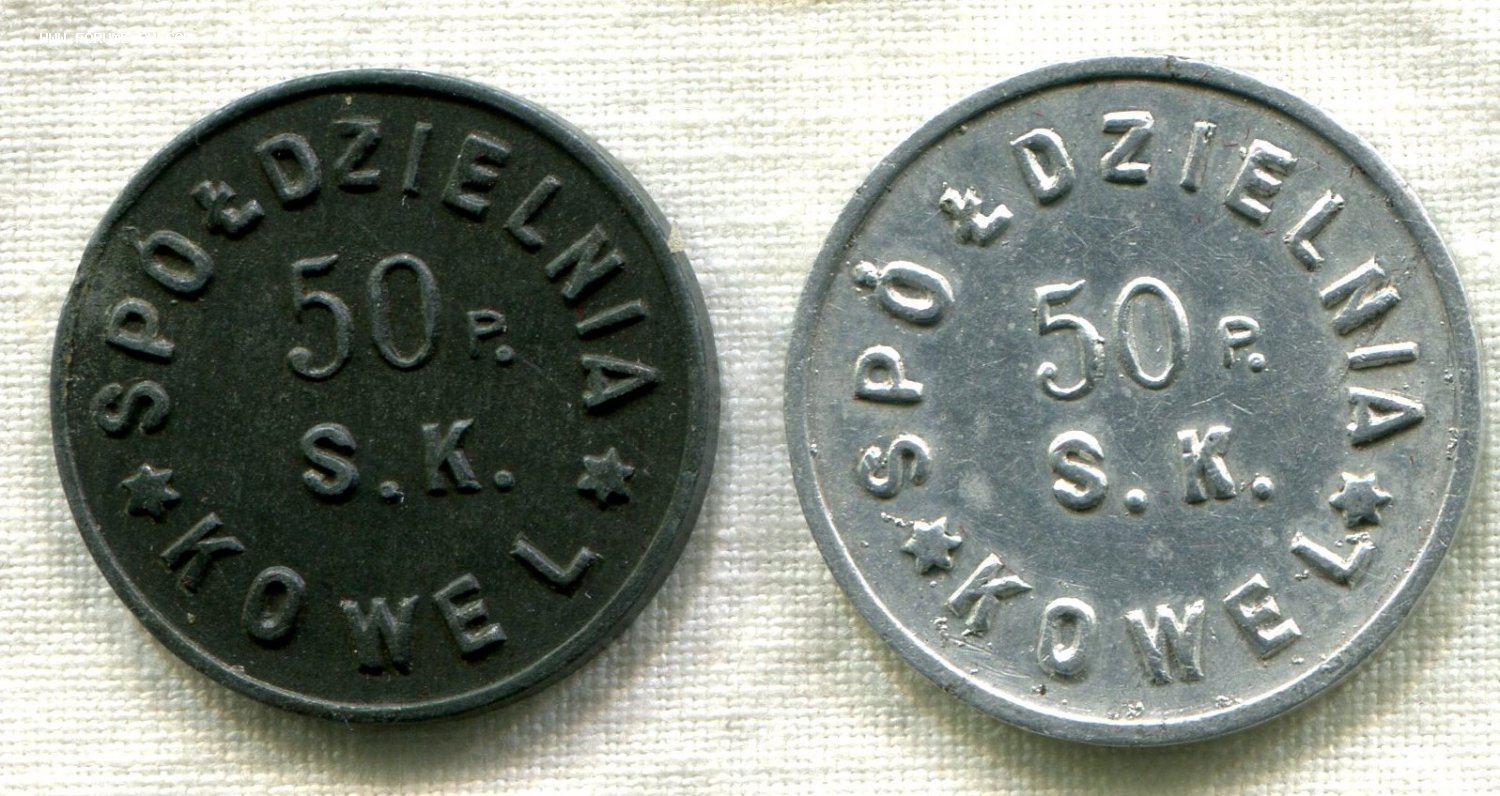 SPÓŁDZIELNIA
50 P.
S.K.
KOWEL
SPÓŁDZIELNIA
50 P.
S.K.
KOWEL